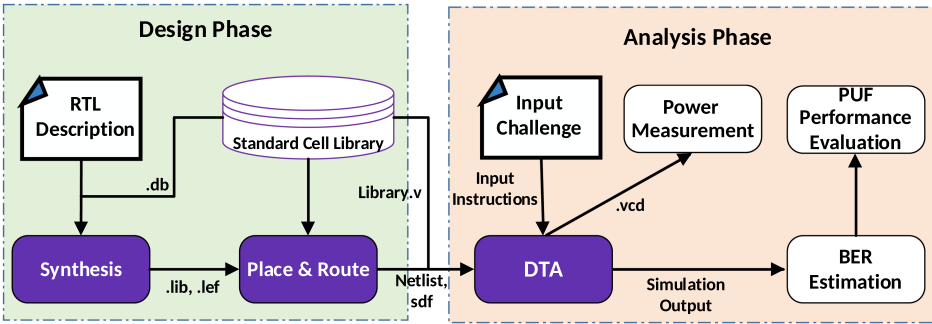 Design Phase
RTL
Description
Standard Cell Library
.db
Library.v
Synthesis
.lib, .lef
Place & Route
Netlist,
sdf
Analysis Phase
Input
Challenge
Power
Measurement
PUF
Performance
Evaluation
Input
Instructions
.vcd
DTA
Simulation
Output
BER
Estimation